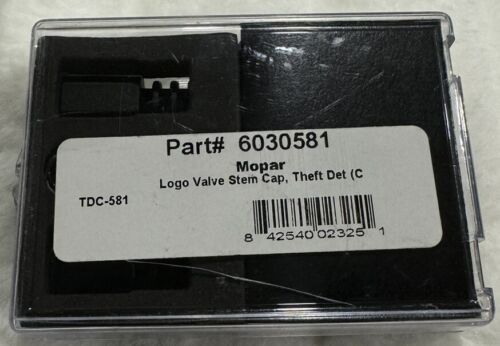 Part# 6030581
Mopar
Logo Valve Stem Cap, Theft Det (C
TDC-581
8 42540 02325 1